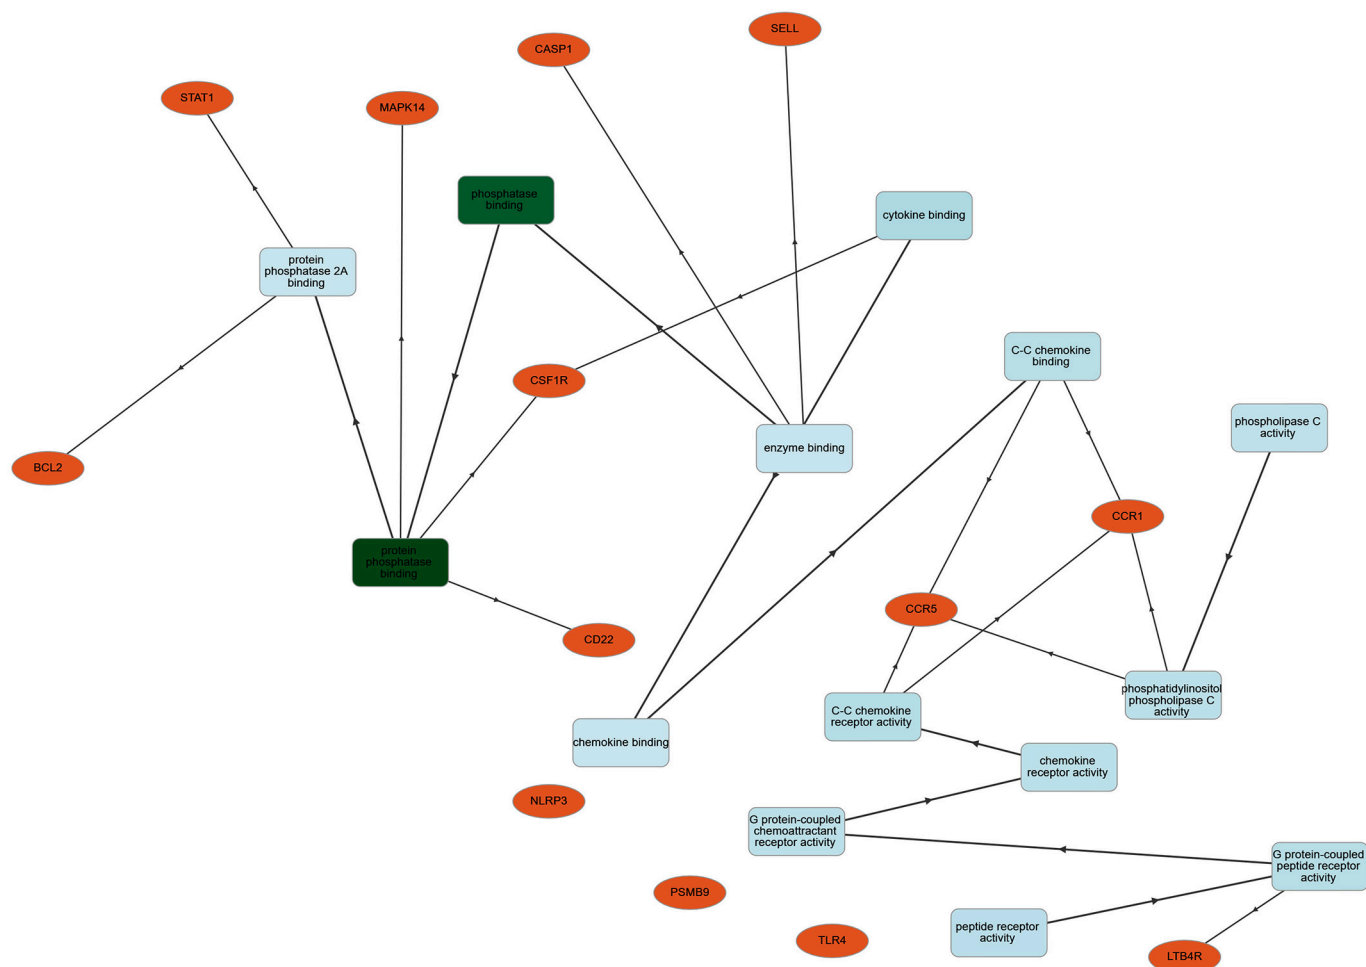 SELL
CASP1
STAT1
MAPK14
phosphatase
binding
cytokine binding
protein
phosphatase 2A
binding
C-C chemokine
binding
CSF1R
phospholipase C
activity
enzyme binding
BCL2
CCR1
protein
phosphatase
binding
CCR5
CD22
phosphatidylinositol
phospholipase C
activity
C-C chemokine
receptor activity
chemokine binding
chemokine
receptor activity
NLRP3
G protein-coupled
chemoattractant
receptor activity
G protein-coupled
peptide receptor
activity
PSMB9
peptide receptor
activity
TLR4
LTB4R